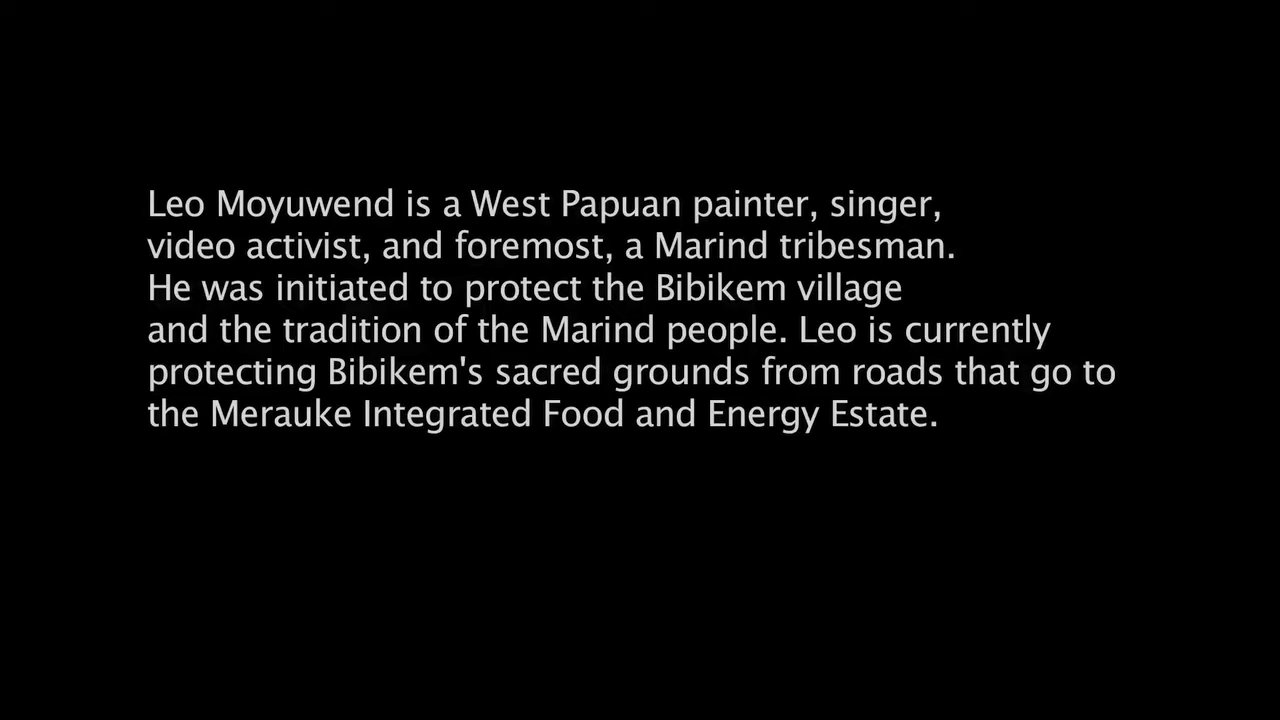 Leo Moyuwend is a West Papuan painter, singer,
video activist, and foremost, a Marind tribesman.
He was initiated to protect the Bibikem village
and the tradition of the Marind people. Leo is currently
protecting Bibikem's sacred grounds from roads that go to
the Merauke Integrated Food and Energy Estate.